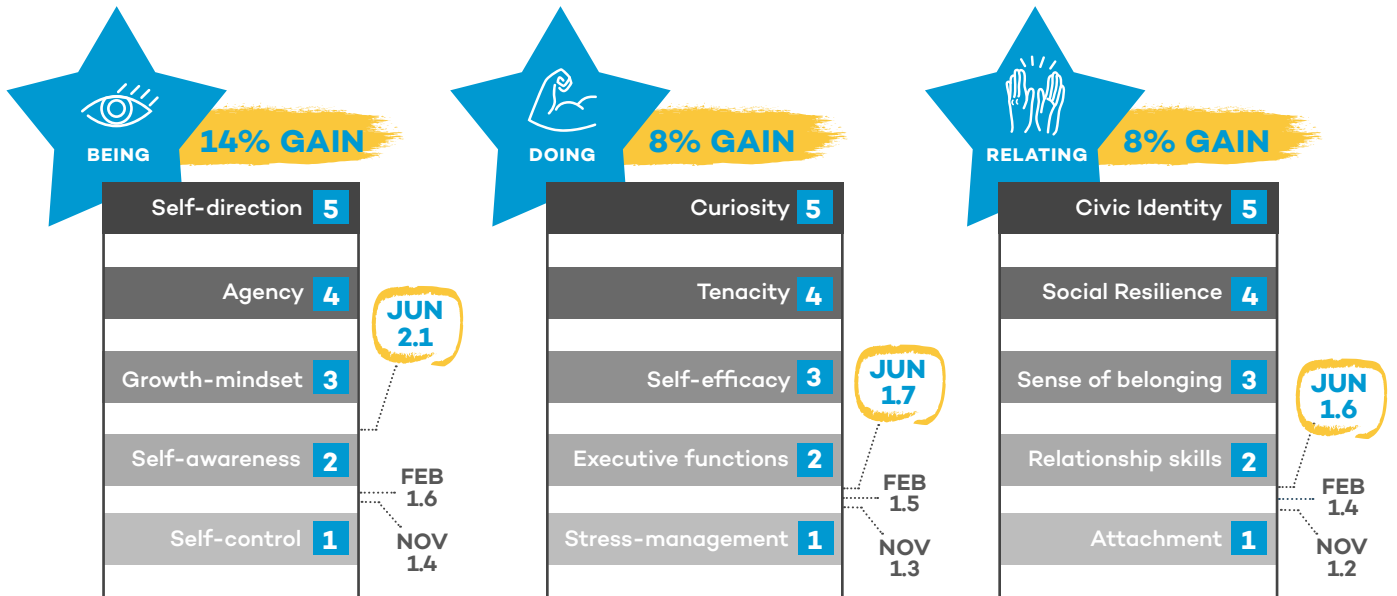 BEING
14% GAIN
Self-direction 5
Agency 4
Growth-mindset 3
Self-awareness 2
Self-control 1
JUN
2.1
FEB
1.6
NOV
1.4
DOING
8% GAIN
Curiosity 5
Tenacity 4
Self-efficacy 3
Executive functions 2
Stress-management 1
JUN
1.7
FEB
1.5
NOV
1.3
RELATING
8% GAIN
Civic Identity 5
Social Resilience 4
Sense of belonging 3
Relationship skills 2
Attachment 1
JUN
1.6
FEB
1.4
NOV
1.2